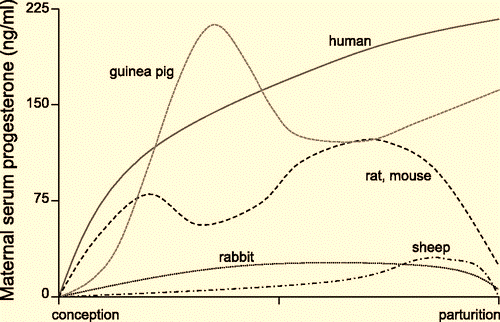 Maternal serum progesterone (ng/ml)
225
150
75
0
guinea pig
human
rat, mouse
rabbit
sheep
conception
parturition